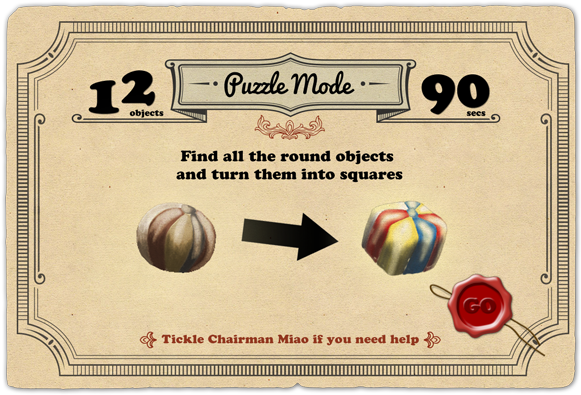 Puzzle Mode
12
objects
90
secs
Find all the round objects
and turn them into squares
GO
Tickle Chairman Miao if you need help